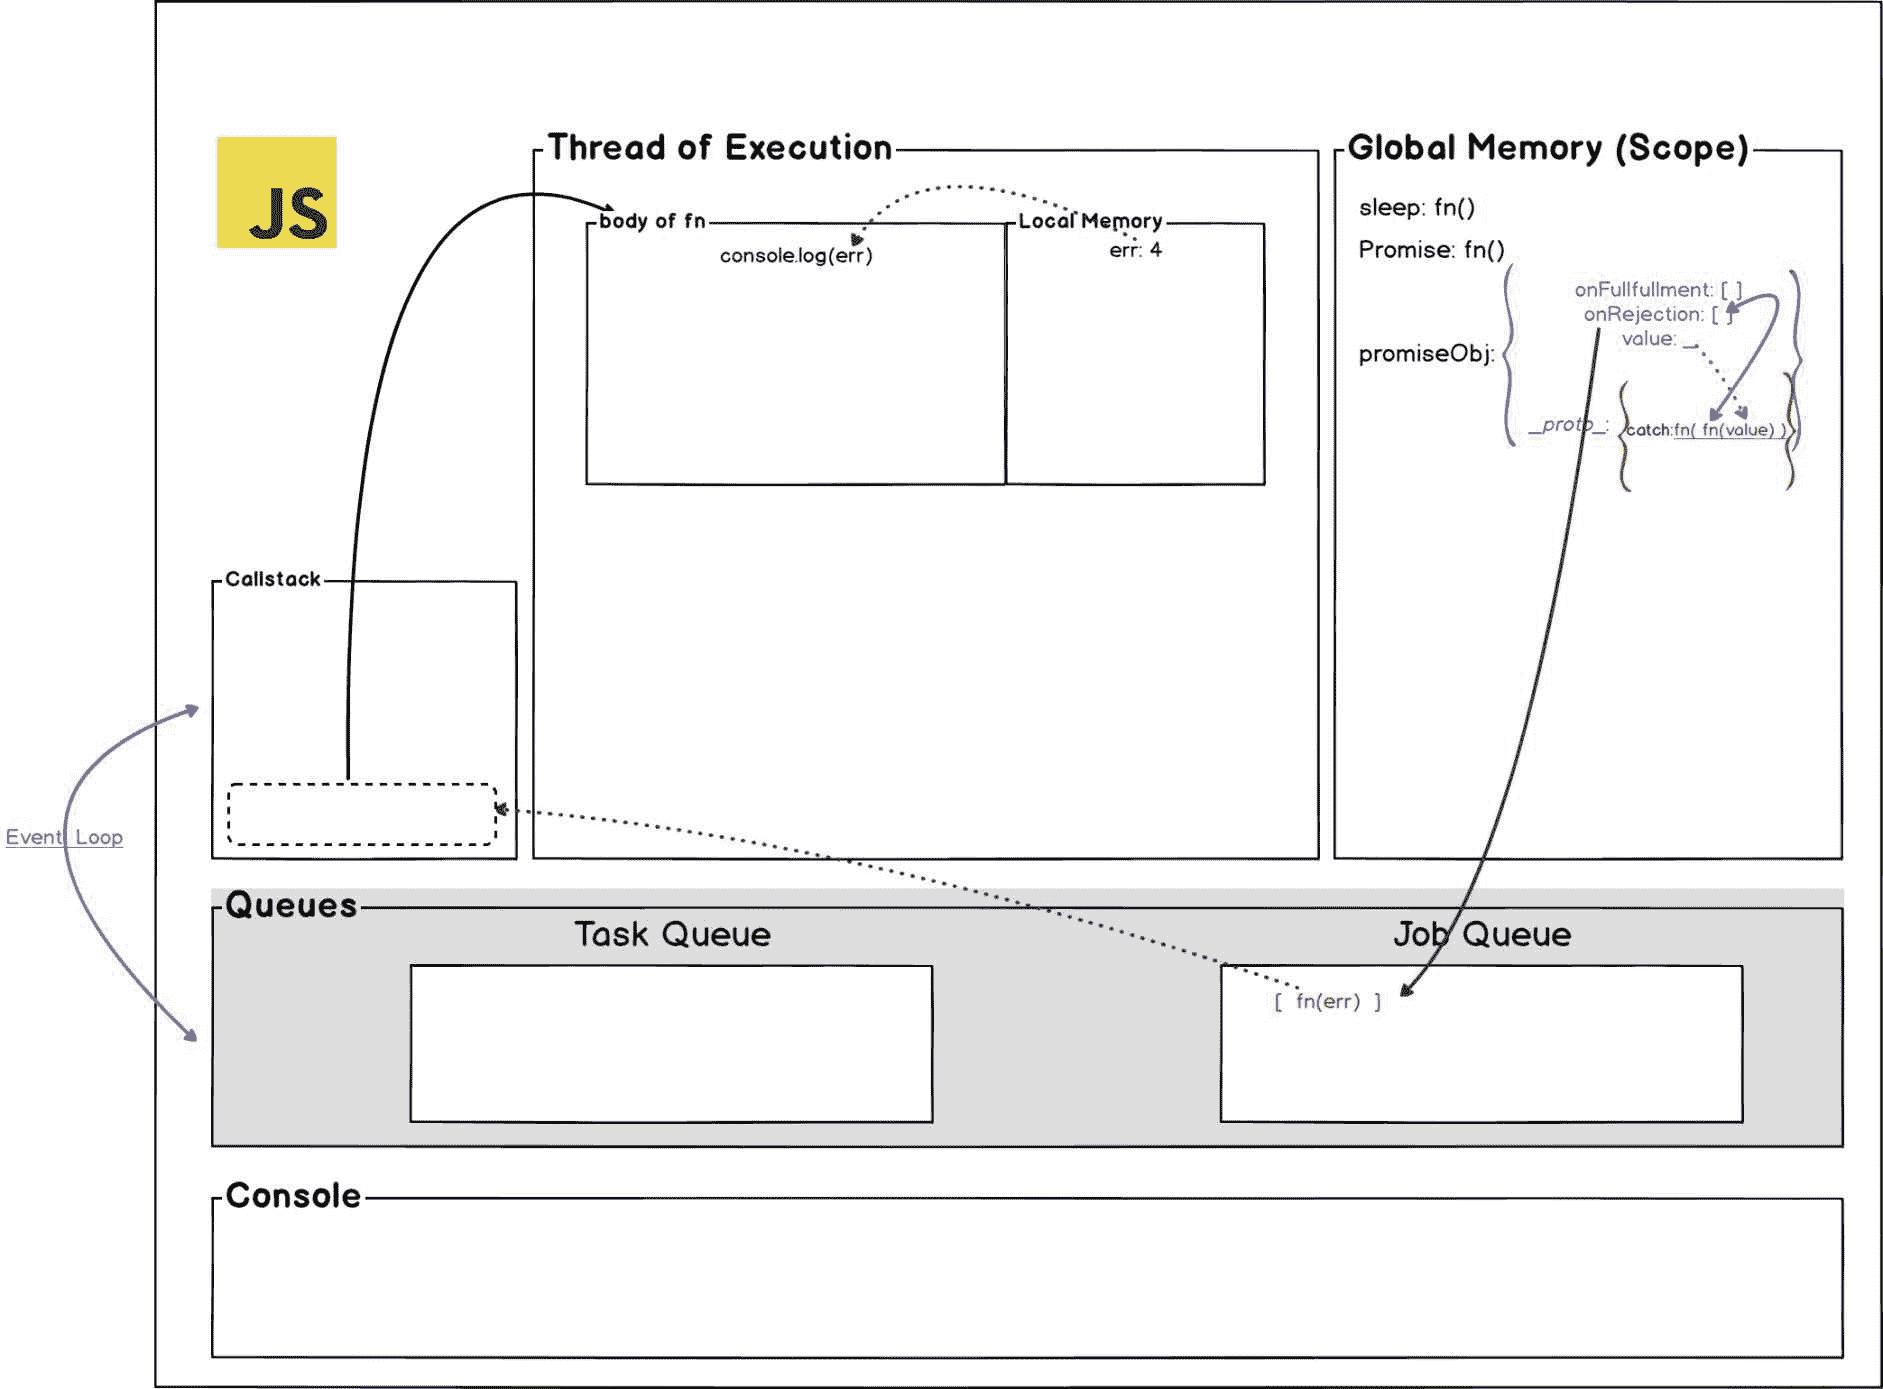 JS
Thread of Execution
body of fn
console.log(err)
Local Memory
err: 4
Global Memory (Scope)
sleep: fn()
Promise: fn()
promiseObj:
onFullfullment: [ ]
onRejection: [ ]
value: _
_proto_:
catch:fn( fn(value) )
Callstack
Event Loop
Queues
Task Queue
Job Queue
[ fn(err) ]
Console